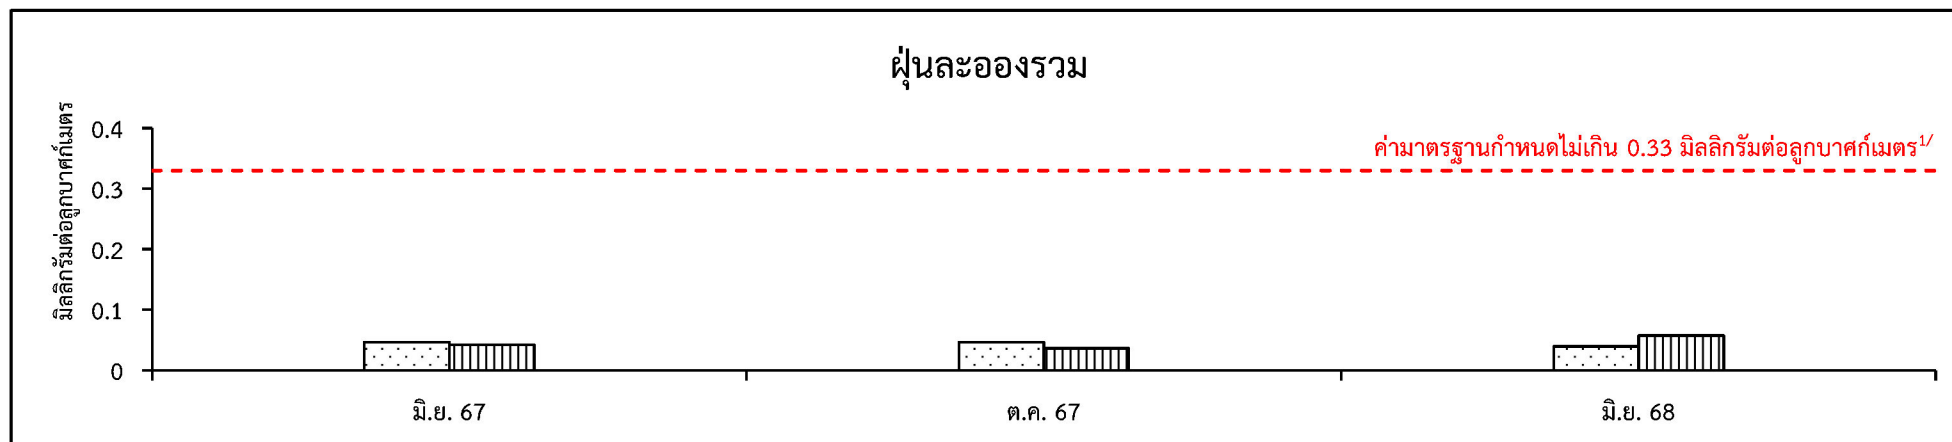 ฝุ่นละอองรวม
มิลลิกรัมต่อลูกบาศก์เมตร
0.4
ค่ามาตรฐานกำหนดไม่เกิน 0.33 มิลลิกรัมต่อลูกบาศก์เมตร1/
0.3
0.2
0.1
0
มิ.ย. 67
ต.ค. 67
มิ.ย. 68